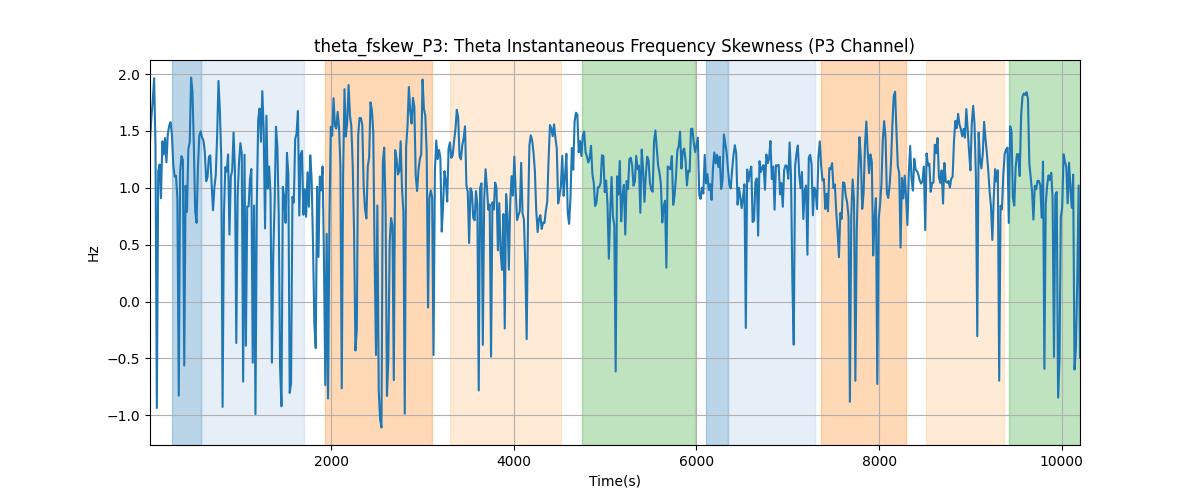 theta_fskew_P3: Theta Instantaneous Frequency Skewness (P3 Channel)
2.0
1.5
1.0
0.5
0.0
−0.5
−1.0
Hz
2000 4000 6000 8000 10000
Time(s)